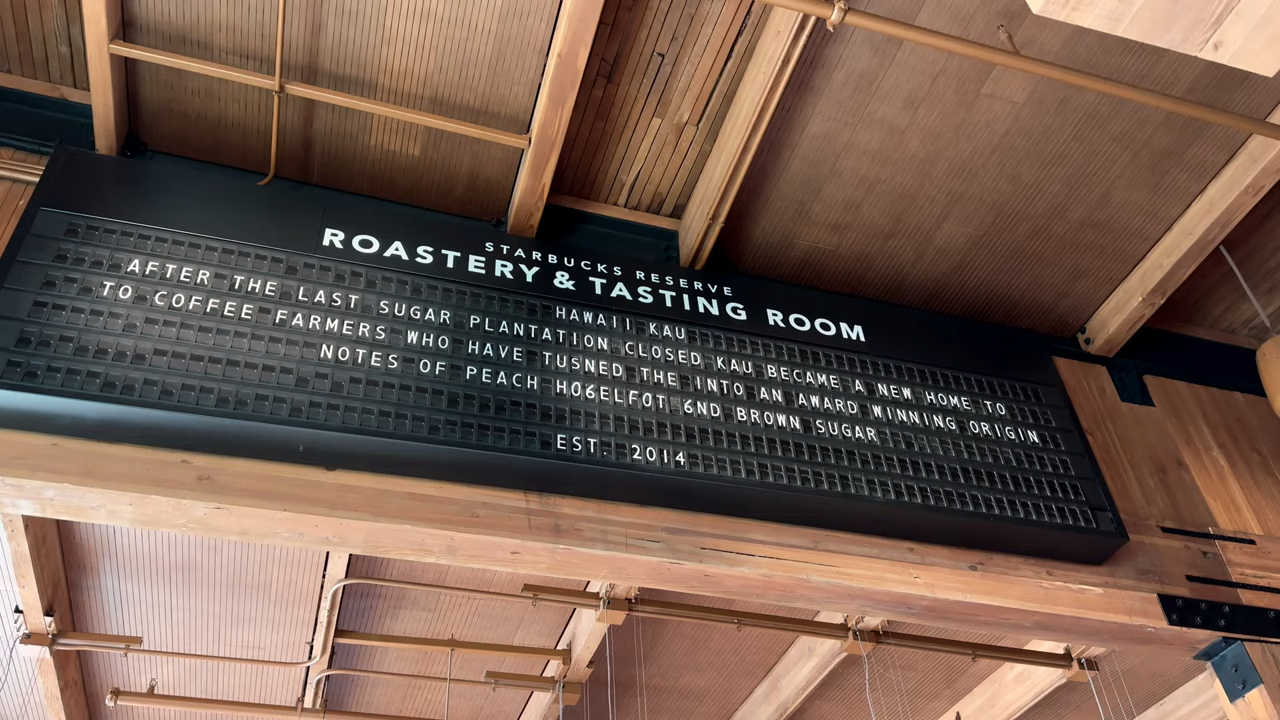 STARBUCKS RESERVE
ROASTERY & TASTING ROOM
HAWAII KAU
AFTER THE LAST SUGAR PLANTATION CLOSED KAU BECAME A NEW HOME TO
TO COFFEE FARMERS WHO HAVE TUSNED THE INTO AN AWARD WINNING ORIGIN
NOTES OF PEACH HO6ELFOT 6ND BROWN SUGAR
EST. 2014